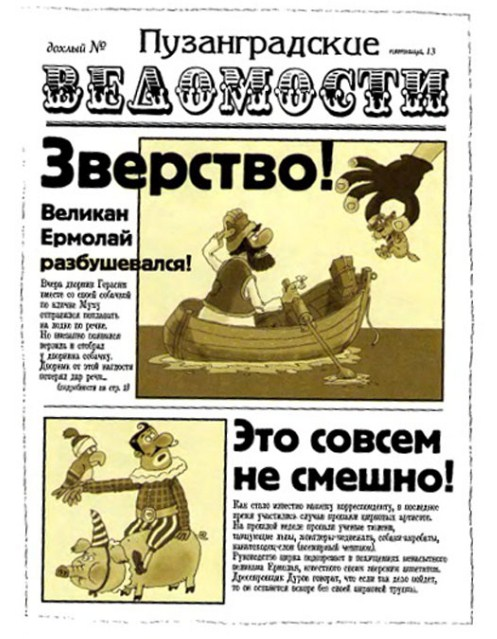 дохлый №
Пузанградские
пятница, 13
ВЕДОМОСТИ
Зверство!
Великан
Ермолай
разбушевался!
Вчера дворник Герасим
вместе со своей собачкой
по кличке Муху
отправился поплавать
на лодке по речке.
Но внезапно появился
верзила и отобрал
у дворника собачку.
Дворник от этой наглости
потерял дар речи...
(подробности на стр. 18
Это совсем
не смешно!
Как стало известно нашему корреспонденту, в последнее
время участились случаи пропажи цирковых артистов.
На прошлой неделе пропали ученые тюлени,
танцующие львы, жонглеры-медведи, собаки-акробаты,
канатоходец-слон (всемирный чемпион).
Руководство цирка подозревает в похищениях ненасытного
великана Ермолая, известного своим зверским аппетитом.
Дрессировщик Дуров говорит, что если так дело пойдет,
то он останется вскоре без своей цирковой труппы.